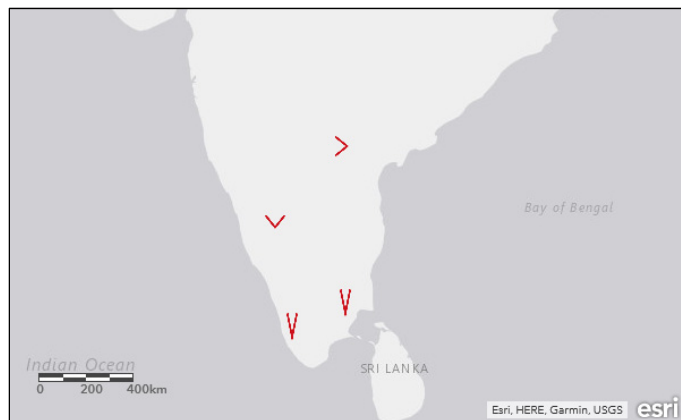 Bay of Bengal
Indian Ocean
SRI LANKA
0 200 400km
Esri, HERE, Garmin, USGS esri